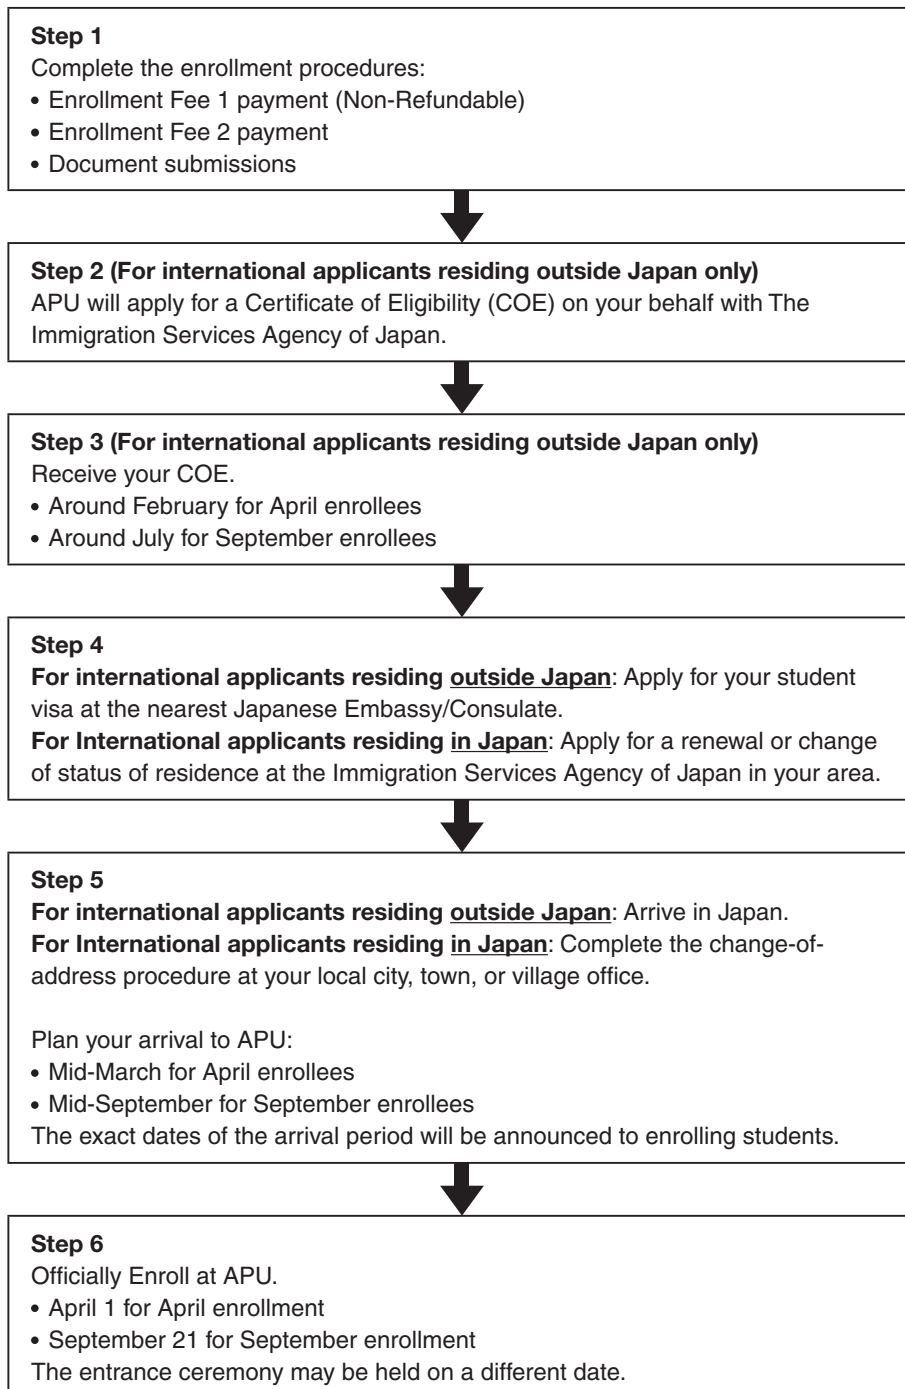 Step 1
Complete the enrollment procedures:
• Enrollment Fee 1 payment (Non-Refundable)
• Enrollment Fee 2 payment
• Document submissions
Step 2 (For international applicants residing outside Japan only)
APU will apply for a Certificate of Eligibility (COE) on your behalf with The
Immigration Services Agency of Japan.
Step 3 (For international applicants residing outside Japan only)
Receive your COE.
• Around February for April enrollees
• Around July for September enrollees
Step 4
For international applicants residing outside Japan: Apply for your student
visa at the nearest Japanese Embassy/Consulate.
For International applicants residing in Japan: Apply for a renewal or change
of status of residence at the Immigration Services Agency of Japan in your area.
Step 5
For international applicants residing outside Japan: Arrive in Japan.
For International applicants residing in Japan: Complete the change-of-
address procedure at your local city, town, or village office.
Plan your arrival to APU:
• Mid-March for April enrollees
• Mid-September for September enrollees
The exact dates of the arrival period will be announced to enrolling students.
Step 6
Officially Enroll at APU.
• April 1 for April enrollment
• September 21 for September enrollment
The entrance ceremony may be held on a different date.